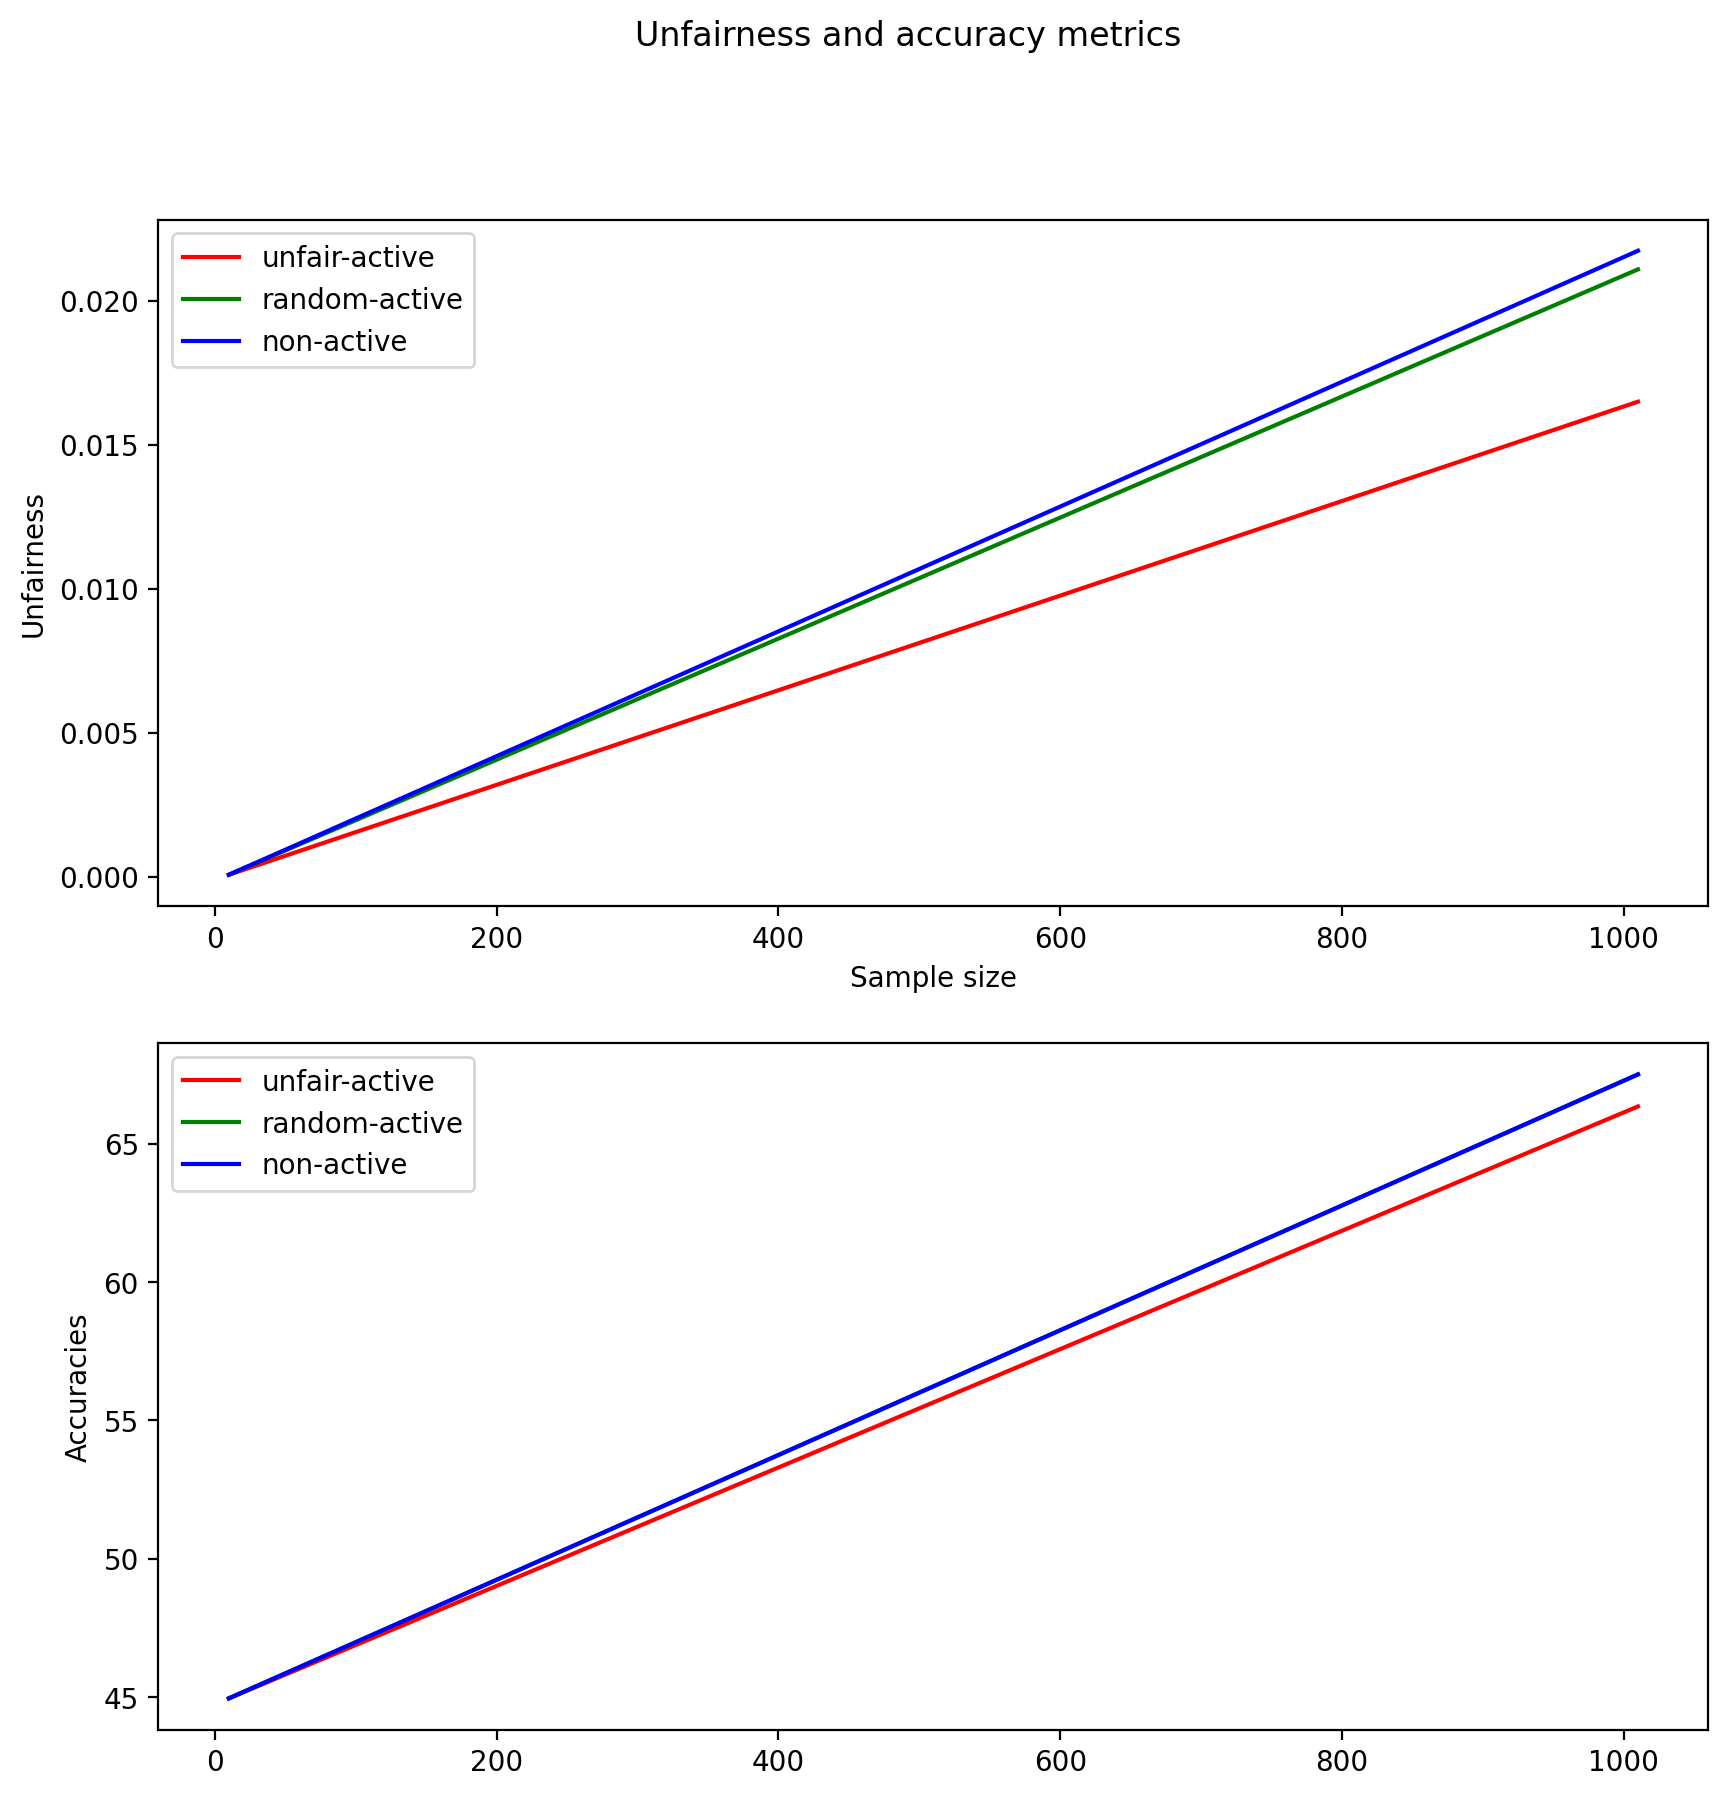 Unfairness and accuracy metrics
unfair-active
random-active
non-active
0.020
0.015
0.010
0.005
0.000
Unfairness
0 200 400 600 800 1000
Sample size
unfair-active
random-active
non-active
65
60
55
50
45
Accuracies
0 200 400 600 800 1000